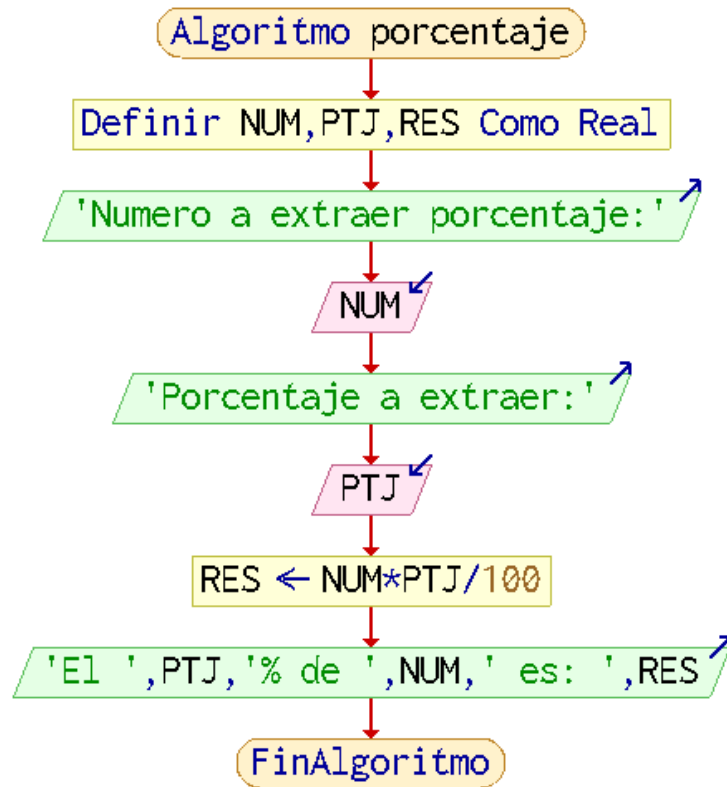 Algoritmo porcentaje
Definir NUM,PTJ,RES Como Real
'Numero a extraer porcentaje:'
NUM
'Porcentaje a extraer:'
PTJ
RES ← NUM*PTJ/100
'El ',PTJ,'% de ',NUM,' es: ',RES
FinAlgoritmo